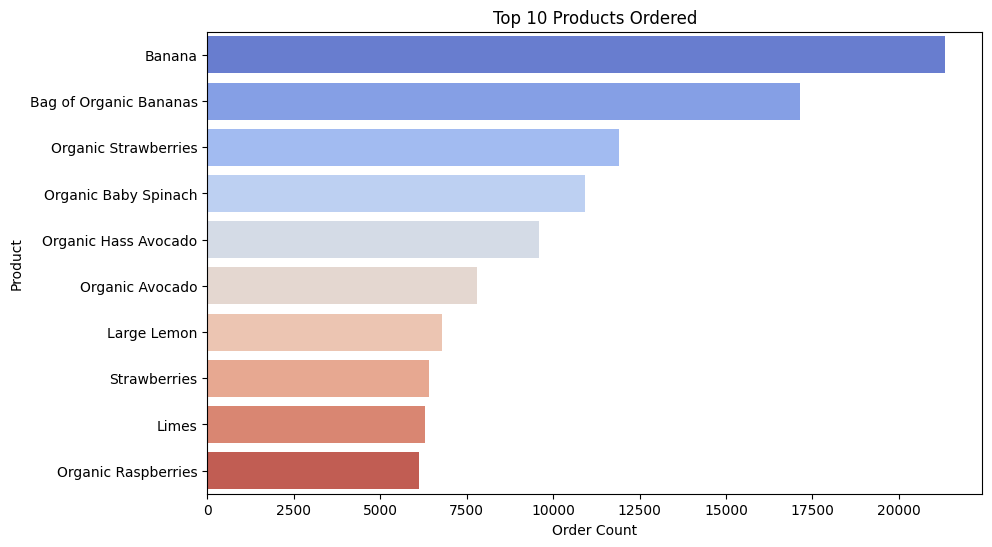 Top 10 Products Ordered
Product
Banana
Bag of Organic Bananas
Organic Strawberries
Organic Baby Spinach
Organic Hass Avocado
Organic Avocado
Large Lemon
Strawberries
Limes
Organic Raspberries
0 2500 5000 7500 10000 12500 15000 17500 20000
Order Count